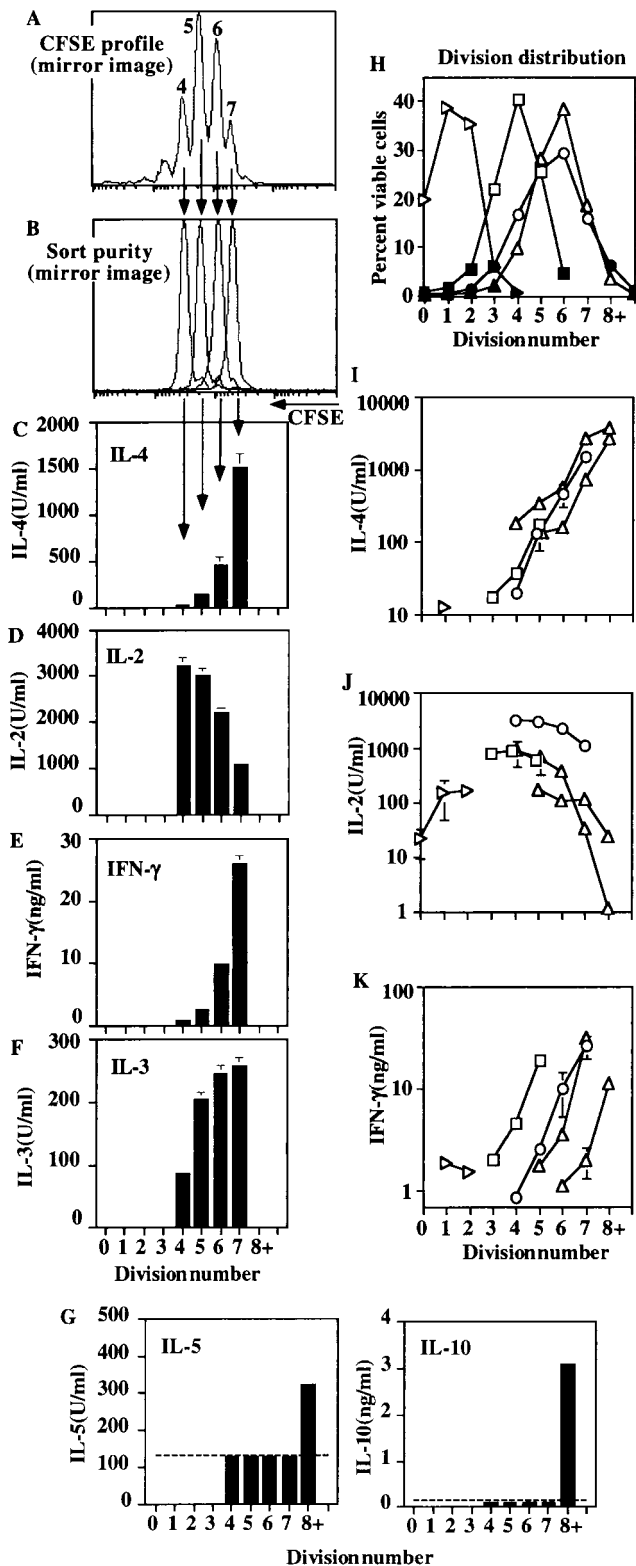 A
CFSE profile
(mirror image)
4
5
6
7
B
Sort purity
(mirror image)
CFSE
C
IL-4
IL-4(U/ml)
2000
1500
1000
500
0
D
IL-2
IL-2(U/ml)
4000
3000
2000
1000
0
E
IFN-γ
IFN-γ(ng/ml)
30
20
10
0
F
IL-3
IL-3(U/ml)
300
200
100
0
0 1 2 3 4 5 6 7 8+
Division number
G
IL-5
IL-5(U/ml)
500
400
300
200
100
0
0 1 2 3 4 5 6 7 8+
IL-10
IL-10(ng/ml)
4
3
2
1
0
0 1 2 3 4 5 6 7 8+
Division number
H
Division distribution
Percent viable cells
40
30
20
10
0
0 1 2 3 4 5 6 7 8+
Division number
I
IL-4(U/ml)
10000
1000
100
10
J
IL-2(U/ml)
10000
1000
100
10
1
K
IFN-γ(ng/ml)
100
10
1
0 1 2 3 4 5 6 7 8+
Division number